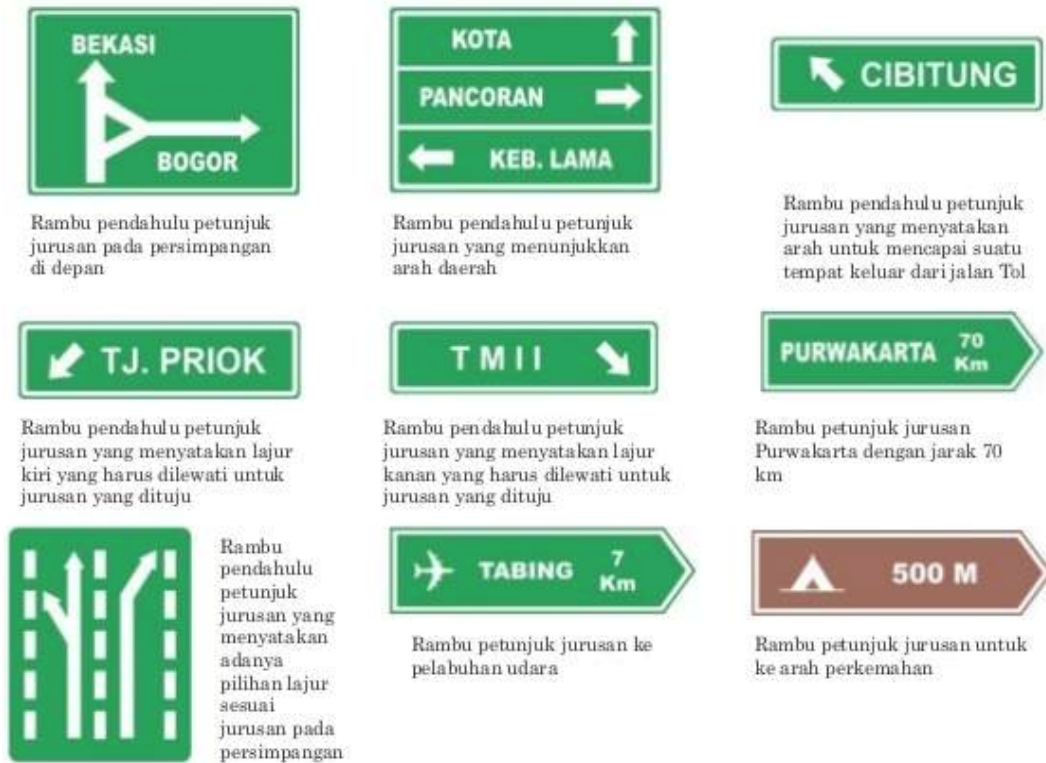 BEKASI
BOGOR
Rambu pendahulu petunjuk
jurusan pada persimpangan
di depan
KOTA
PANCORAN
KEB. LAMA
Rambu pendahulu petunjuk
jurusan yang menunjukkan
arah daerah
CIBITUNG
Rambu pendahulu petunjuk
jurusan yang menyatakan
arah untuk mencapai suatu
tempat keluar dari jalan Tol
TJ. PRIOK
Rambu pendahulu petunjuk
jurusan yang menyatakan lajur
kiri yang harus dilewati untuk
jurusan yang dituju
T M I I
Rambu pendahulu petunjuk
jurusan yang menyatakan lajur
kanan yang harus dilewati untuk
jurusan yang dituju
PURWAKARTA 70
Km
Rambu petunjuk jurusan
Purwakarta dengan jarak 70
km
Rambu
pendahulu
petunjuk
jurusan yang
menyatakan
adanya
pilihan lajur
sesuai
jurusan pada
persimpangan
TABING 7
Km
Rambu petunjuk jurusan ke
pelabuhan udara
500 M
Rambu petunjuk jurusan untuk
ke arah perkemahan